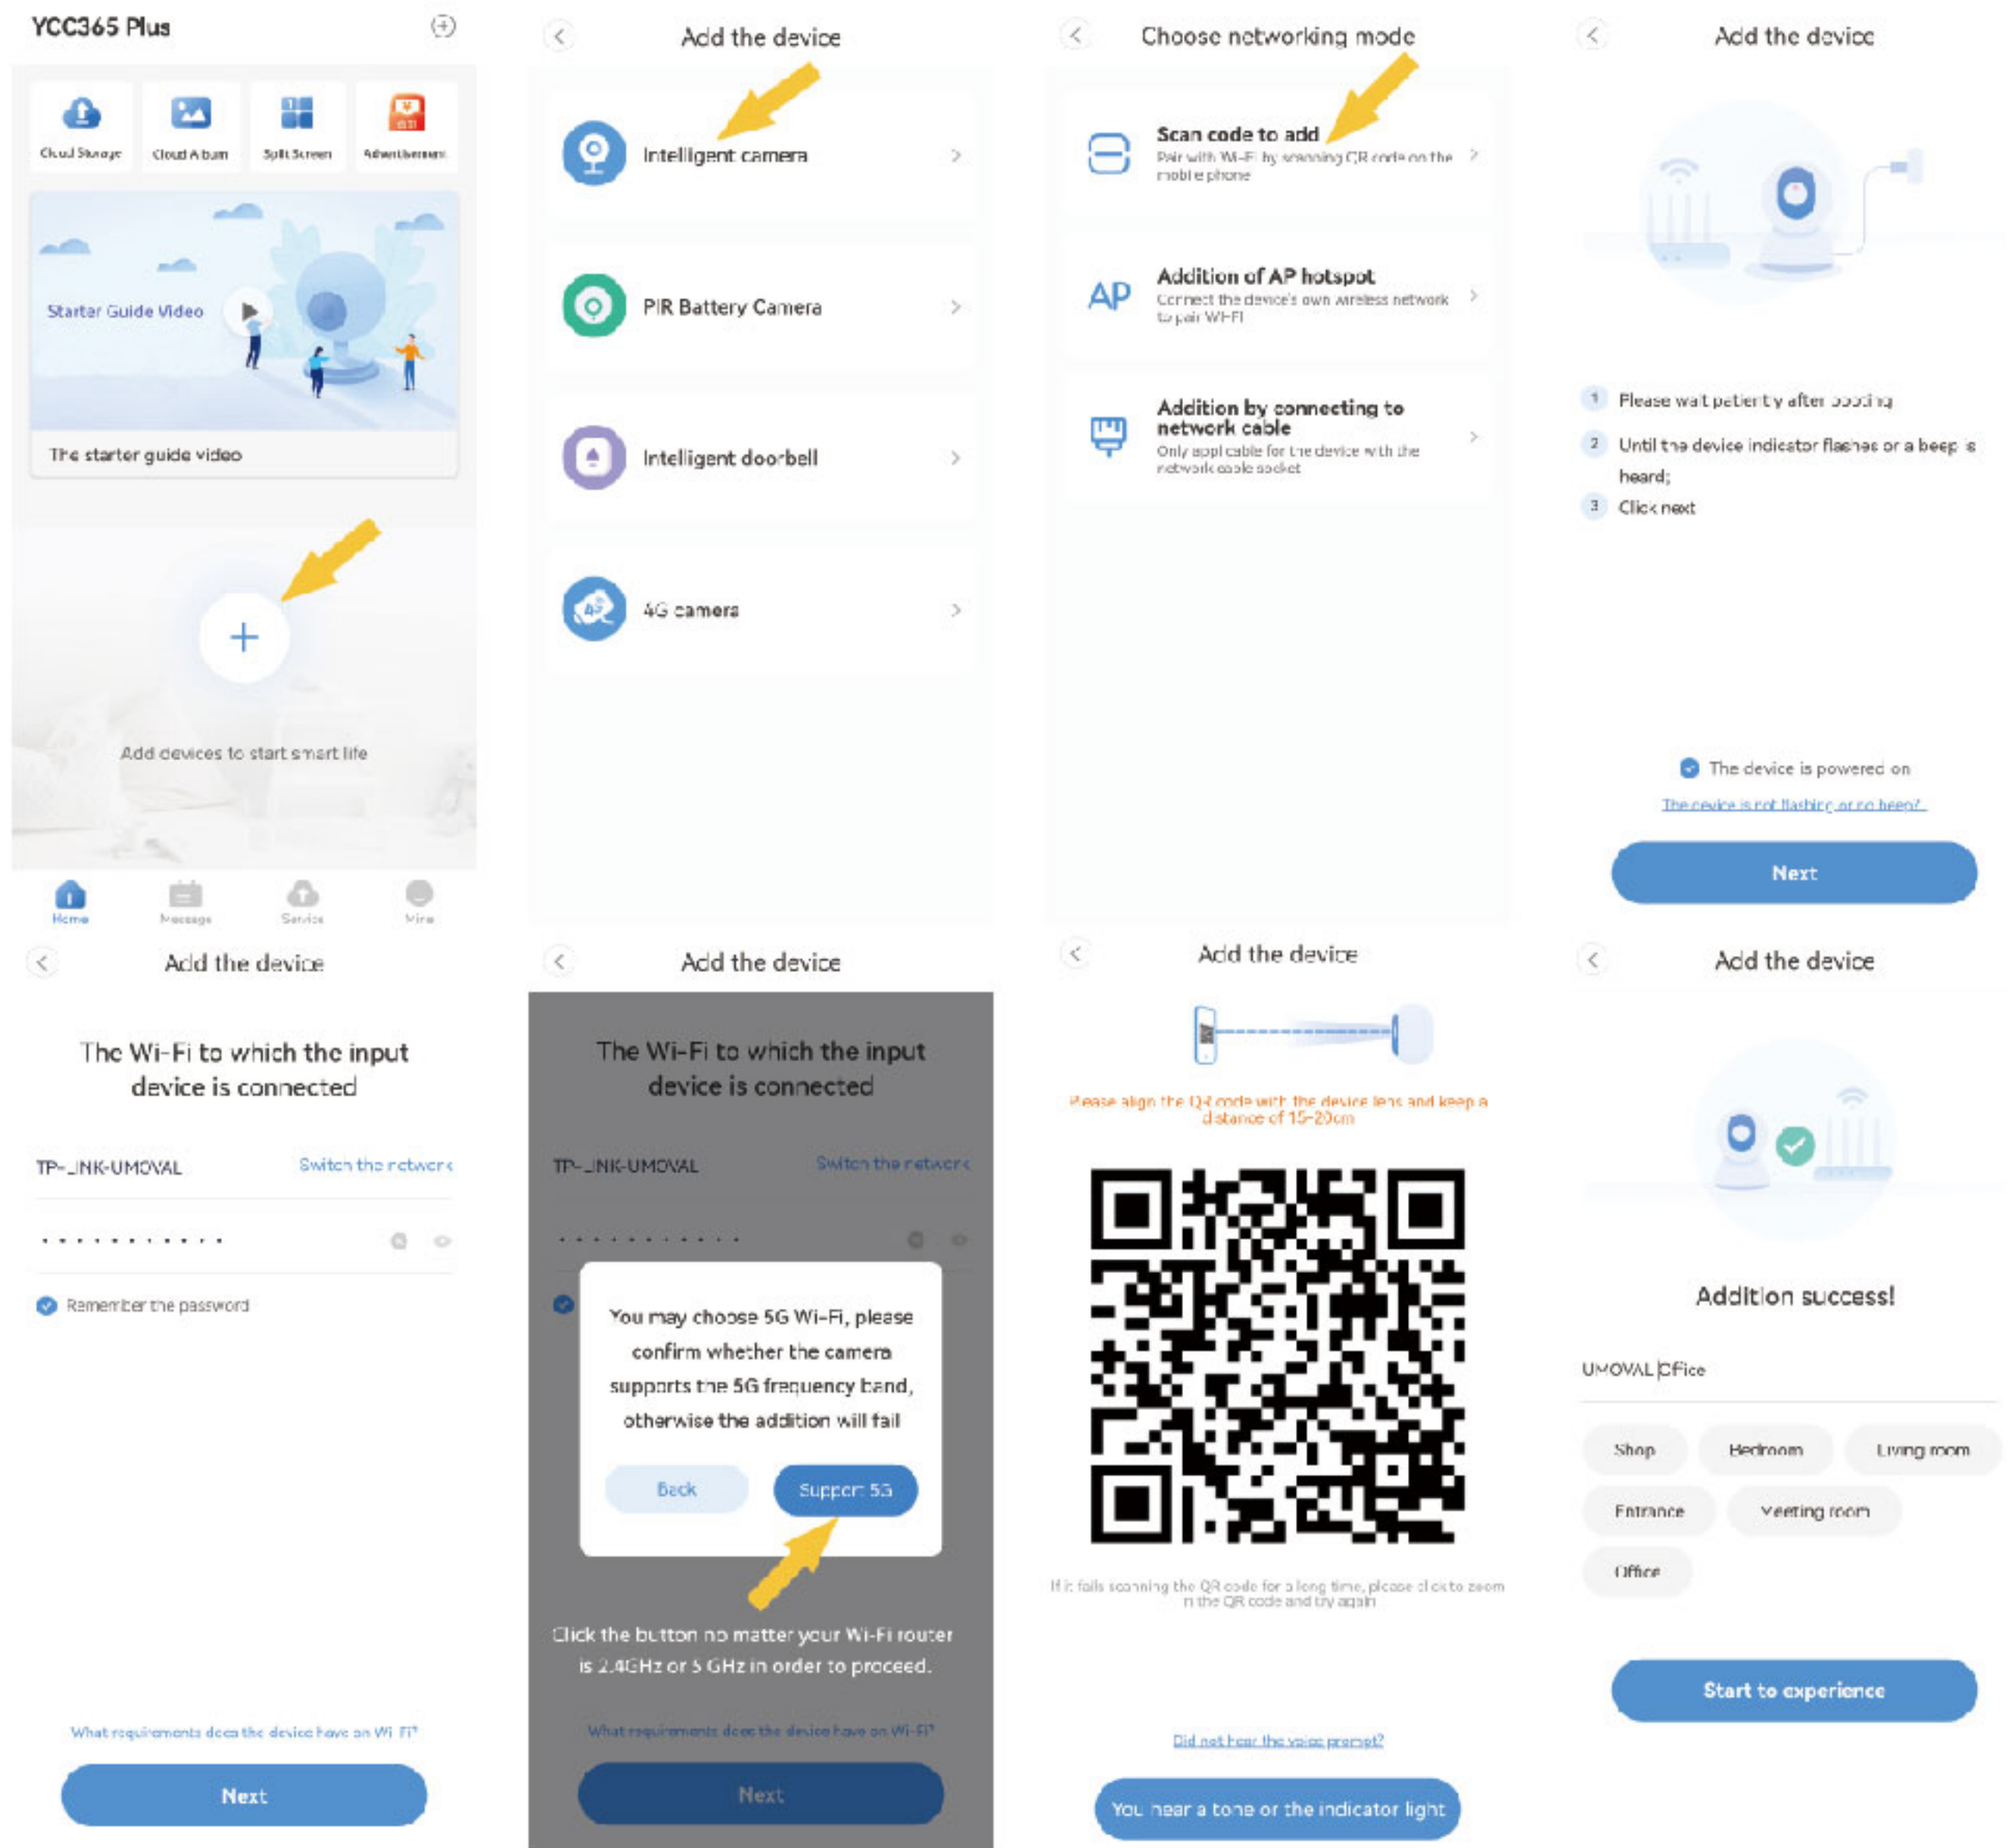 YCC365 Plus
Cloud Storage
Cloud Album
Split Screen
Advertisement
Starter Guide Video
The starter guide video
Add devices to start smart life
Home
Message
Service
Mine
Add the device
Intelligent camera
PIR Battery Camera
Intelligent doorbell
4G camera
Choose networking mode
Scan code to add
Pair with Wi-Fi by scanning QR code on the
mobile phone
AP
Addition of AP hotspot
Connect the device's own wireless network
to pair WI-FI
Addition by connecting to
network cable
Only applicable for the device with the
network cable socket
Add the device
1 Please wait patiently after booting
2 Until the device indicator flashes or a beep is
heard;
3 Click next
The device is powered on
The device is not flashing or no beep?
Next
Add the device
The Wi-Fi to which the input
device is connected
TP-LINK-UMOVAL
Switch the network
Remember the password
What requirements does the device have on Wi-Fi?
Next
Add the device
The Wi-Fi to which the input
device is connected
TP-LINK-UMOVAL
Switch the network
You may choose 5G Wi-Fi, please
confirm whether the camera
supports the 5G frequency band,
otherwise the addition will fail
Back
Support 5G
Click the button no matter your Wi-Fi router
is 2.4GHz or 5 GHz in order to proceed.
What requirements does the device have on Wi-Fi?
Next
Add the device
Please align the QR code with the device lens and keep a
distance of 15-20cm
If it fails scanning the QR code for a long time, please click to zoom
in the QR code and try again
Did not hear the voice prompt?
You hear a tone or the indicator light
Add the device
Addition success!
UMOVAL Office
Shop
Bedroom
Living room
Entrance
Meeting room
Office
Start to experience